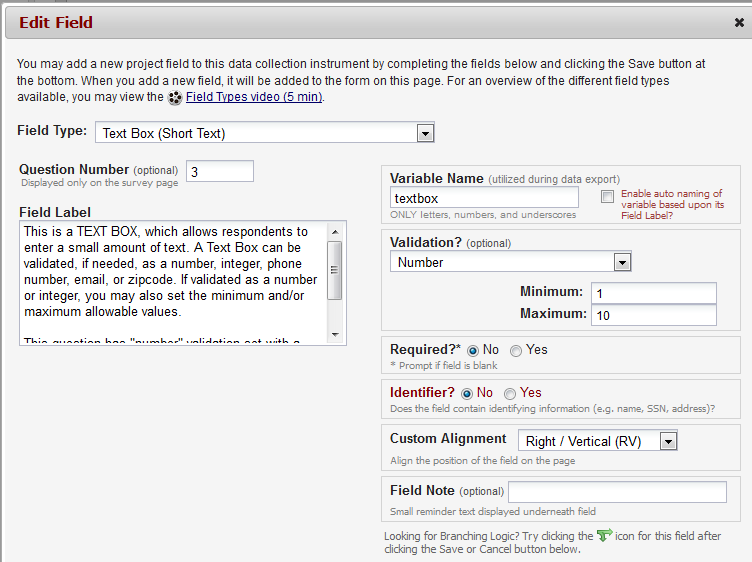 Edit Field
You may add a new project field to this data collection instrument by completing the fields below and clicking the Save button at
the bottom. When you add a new field, it will be added to the form on this page. For an overview of the different field types
available, you may view the Field Types video (5 min).
Field Type: Text Box (Short Text)
Question Number (optional) 3
Displayed only on the survey page
Field Label
This is a TEXT BOX, which allows respondents to
enter a small amount of text. A Text Box can be
validated, if needed, as a number, integer, phone
number, email, or zipcode. If validated as a number
or integer, you may also set the minimum and/or
maximum allowable values.
This question has "number" validation set with a
Variable Name (utilized during data export)
textbox
ONLY letters, numbers, and underscores
Enable auto naming of
variable based upon its
Field Label?
Validation? (optional)
Number
Minimum: 1
Maximum: 10
Required?* No Yes
* Prompt if field is blank
Identifier? No Yes
Does the field contain identifying information (e.g. name, SSN, address)?
Custom Alignment Right / Vertical (RV)
Align the position of the field on the page
Field Note (optional)
Small reminder text displayed underneath field
Looking for Branching Logic? Try clicking the icon for this field after
clicking the Save or Cancel button below.